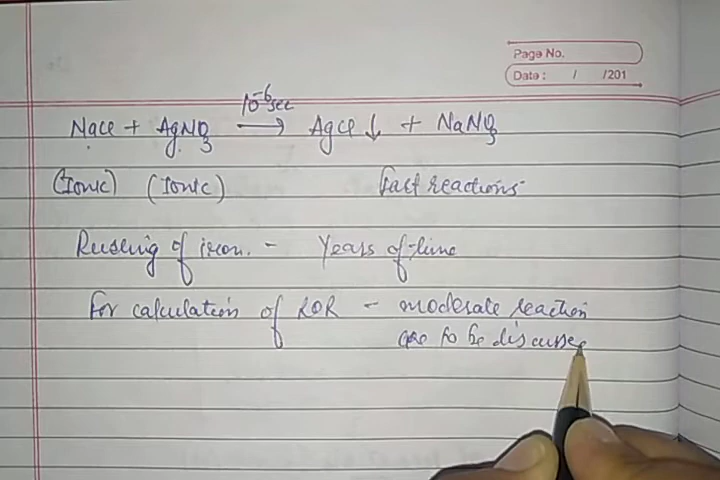 Page No.
Date : / /201
10⁻⁶sec
NaCl + AgNO₃ → AgCl ↓ + NaNO₃
(Ionic) (Ionic) fast reactions
Rusting of iron. - Years of time
For calculation of ROR - moderate reaction
are to be discusse